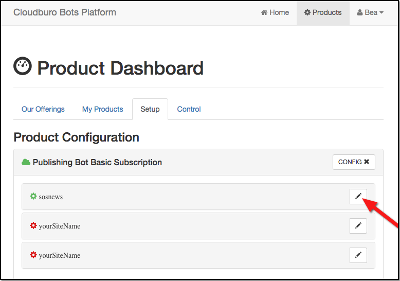 Cloudburo Bots Platform
Home
Products
Bea
Product Dashboard
Our Offerings
My Products
Setup
Control
Product Configuration
Publishing Bot Basic Subscription
CONFIG
sosnews
yourSiteName
yourSiteName